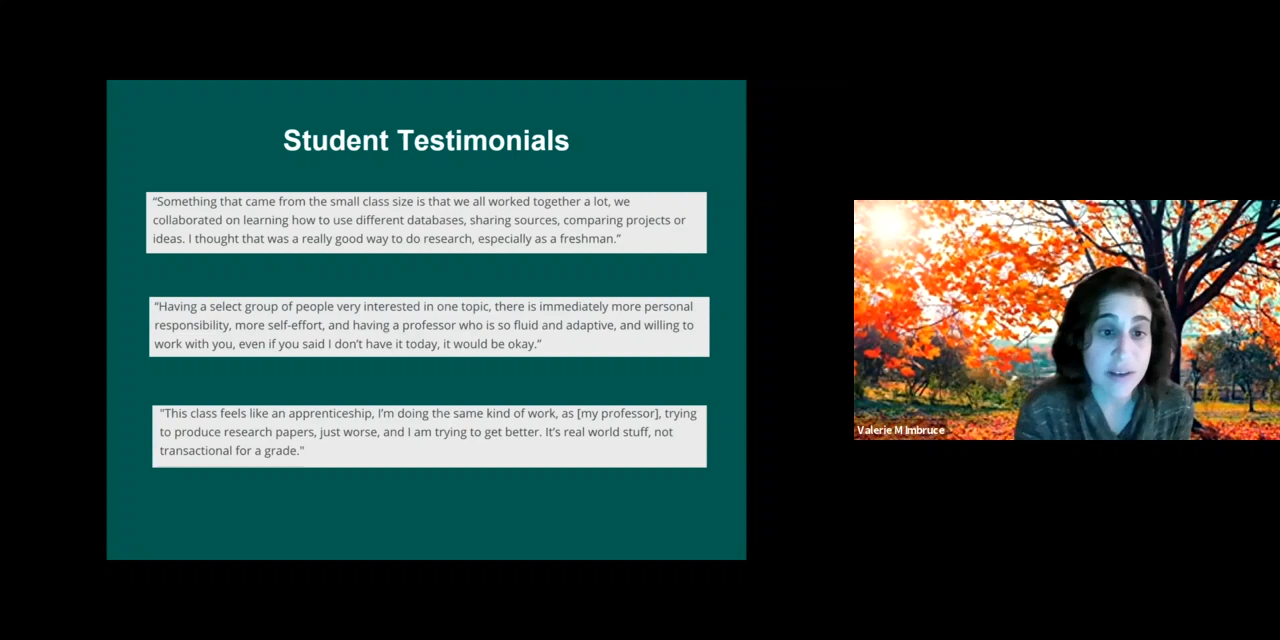 Student Testimonials
“Something that came from the small class size is that we all worked together a lot, we
collaborated on learning how to use different databases, sharing sources, comparing projects or
ideas. I thought that was a really good way to do research, especially as a freshman.”
“Having a select group of people very interested in one topic, there is immediately more personal
responsibility, more self-effort, and having a professor who is so fluid and adaptive, and willing to
work with you, even if you said I don’t have it today, it would be okay.”
"This class feels like an apprenticeship, I’m doing the same kind of work, as [my professor], trying
to produce research papers, just worse, and I am trying to get better. It’s real world stuff, not
transactional for a grade."
Valerie M Imbruce